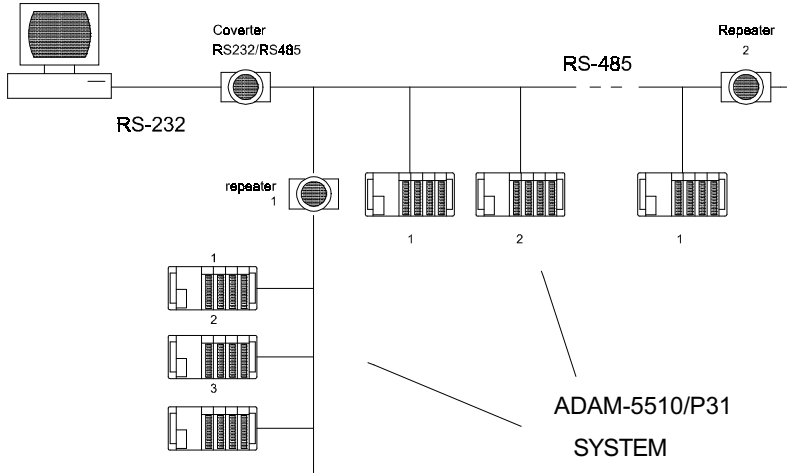 Coverter
RS232/RS485
Repeater
2
RS-485
RS-232
repeater
1
1
2
1
1
2
3
ADAM-5510/P31
SYSTEM